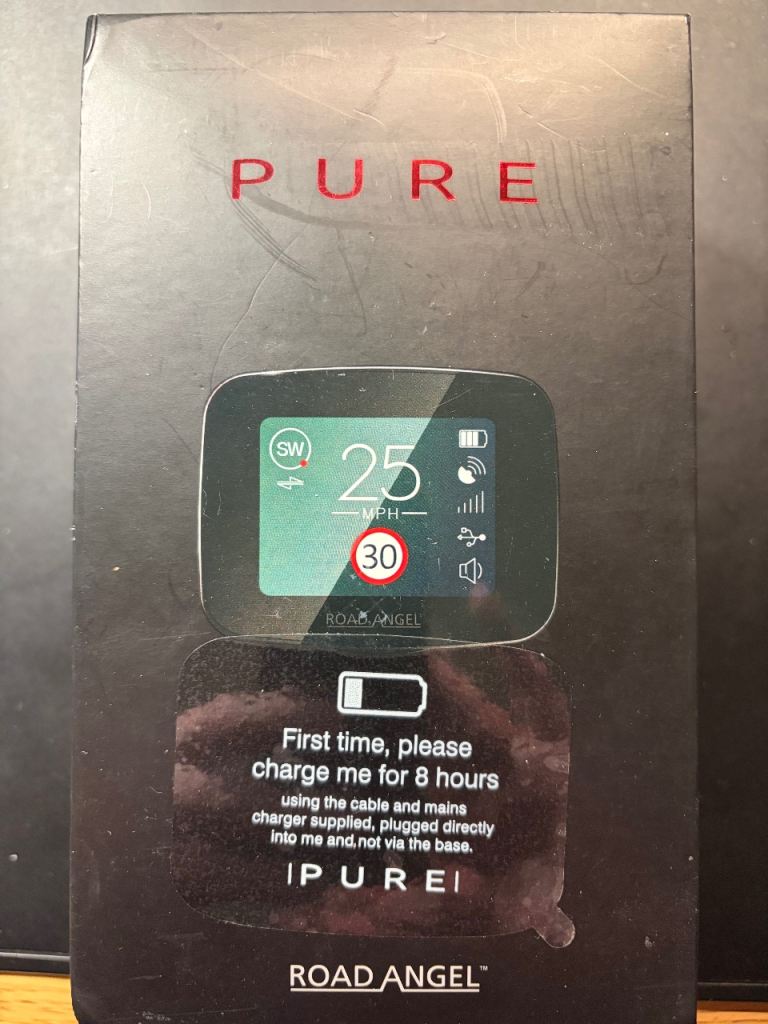 PURE
SW
25
MPH
30
ROAD ANGEL
First time, please
charge me for 8 hours
using the cable and mains
charger supplied, plugged directly
into me and not via the base.
|PURE|
ROAD ANGEL™